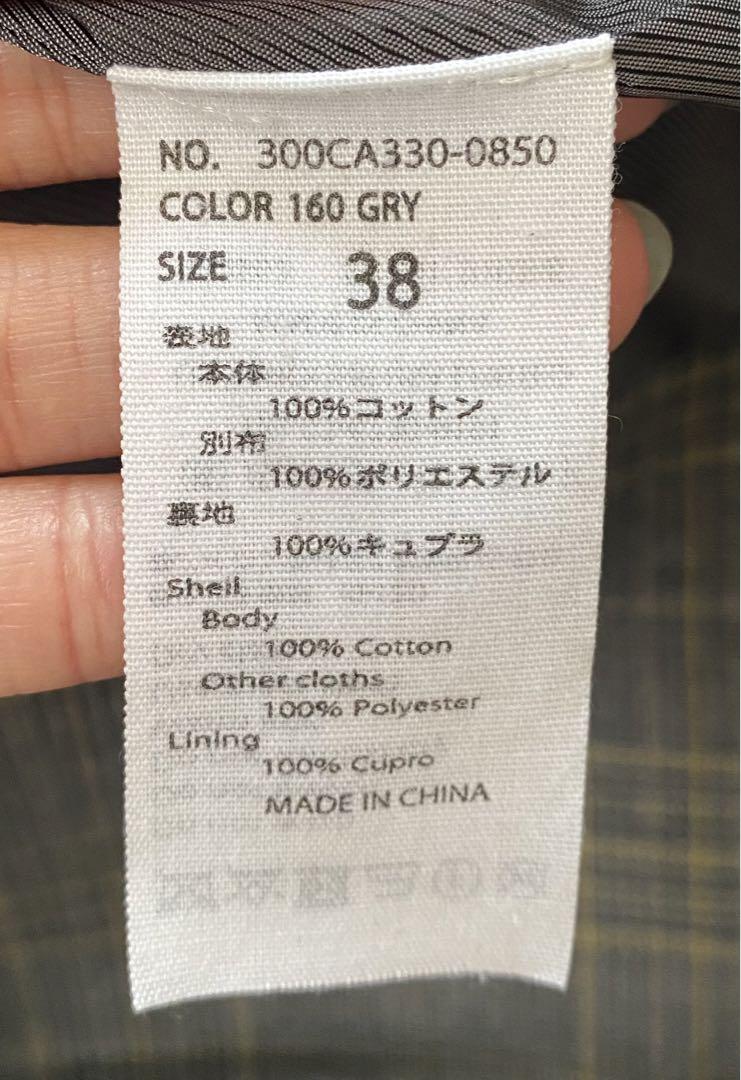 NO. 300CA330-0850
COLOR 160 GRY
SIZE 38
表地
本体
100%コットン
別布
100%ポリエステル
裏地
100%キュプラ
Shell
Body
100% Cotton
Other cloths
100% Polyester
Lining
100% Cupro
MADE IN CHINA